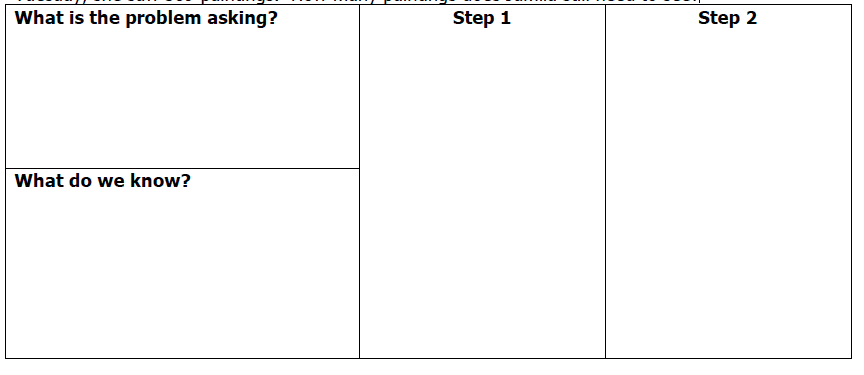 What is the problem asking?
Step 1
Step 2
What do we know?